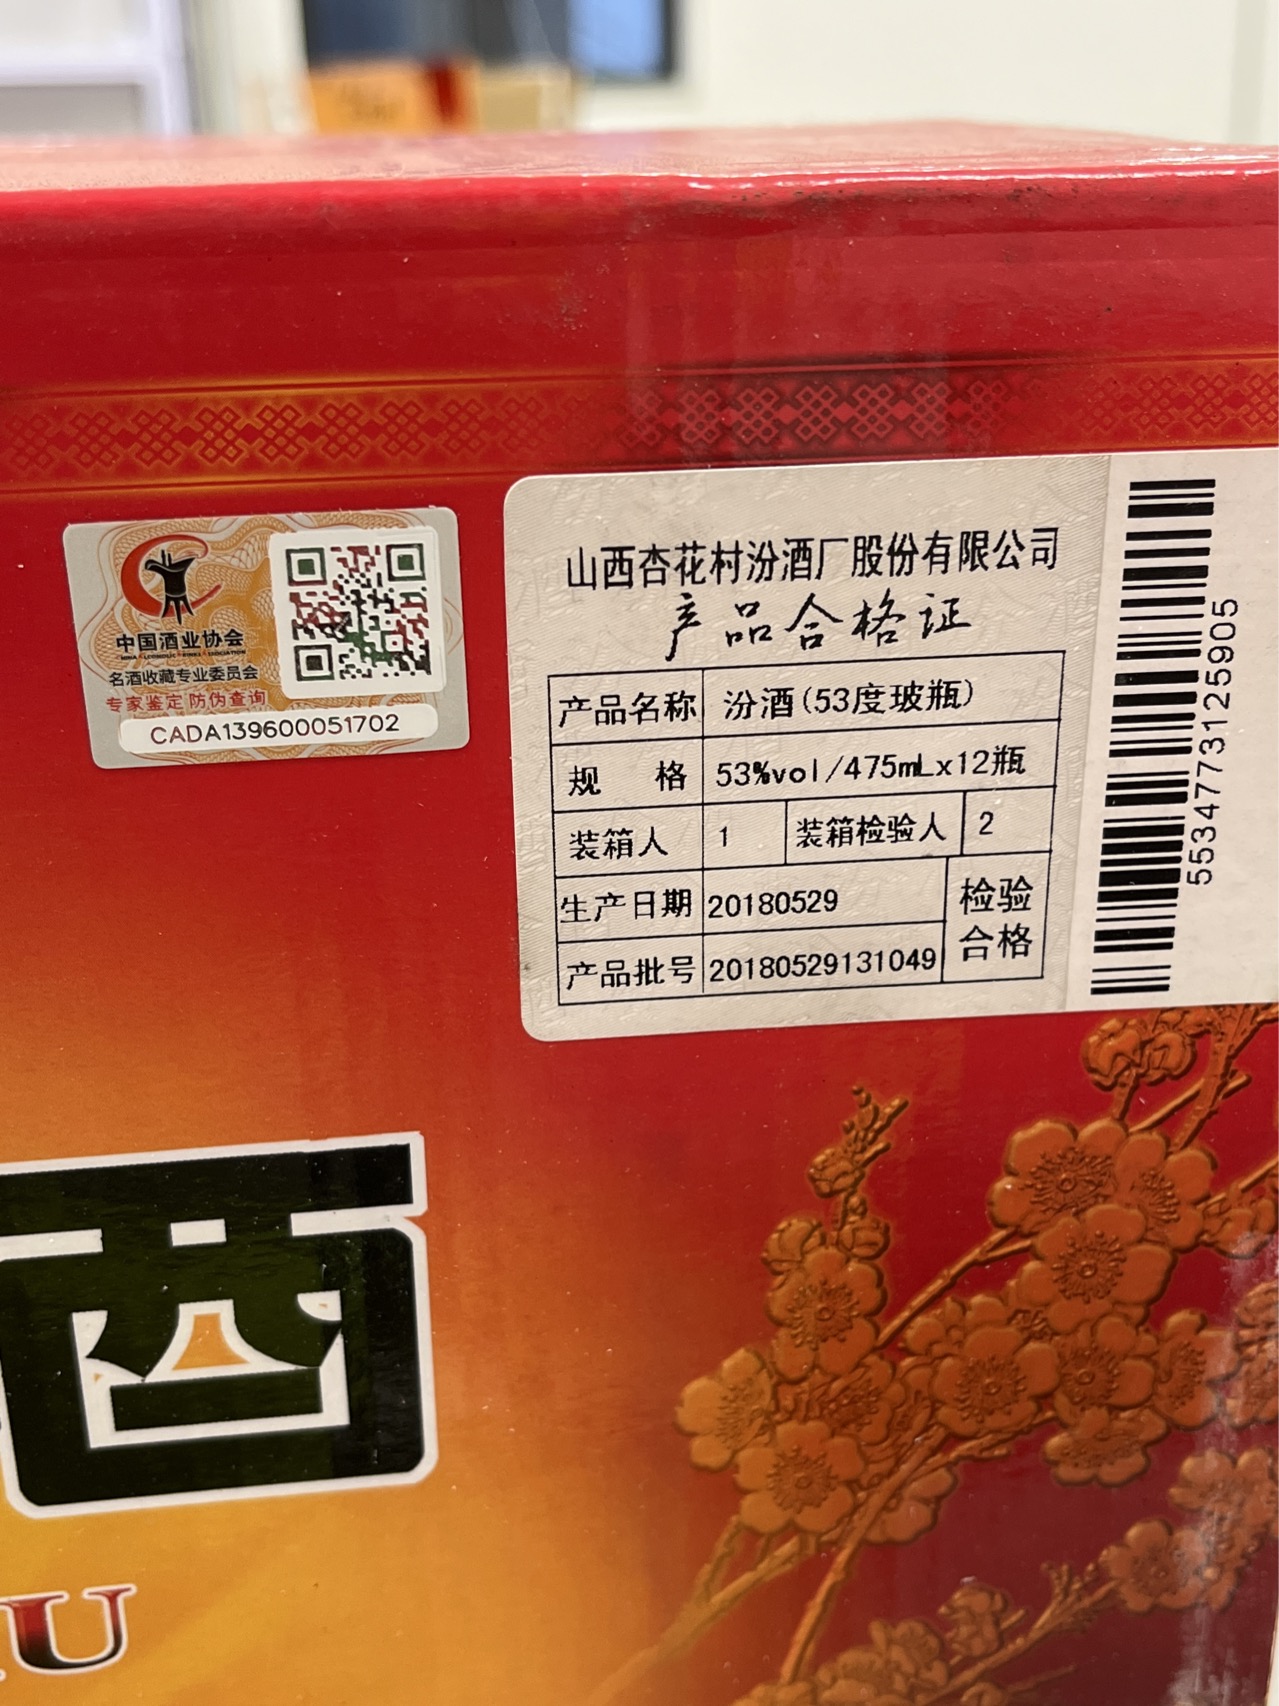 中国酒业协会
名酒收藏专业委员会
专家鉴定 防伪查询
CADA139600051702
山西杏花村汾酒厂股份有限公司
产品合格证
产品名称 汾酒(53度玻瓶)
规 格 53%vol/475mLx12瓶
装箱人 1 装箱检验人 2
生产日期 20180529 检验
产品批号 20180529131049 合格
5534773125905
酒
U